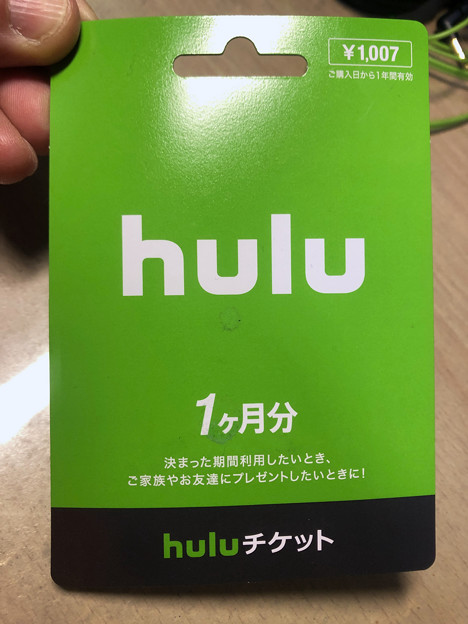 ¥1,007
ご購入日から1年間有効
hulu
1ヶ月分
決まった期間利用したいとき、
ご家族やお友達にプレゼントしたいときに!
huluチケット